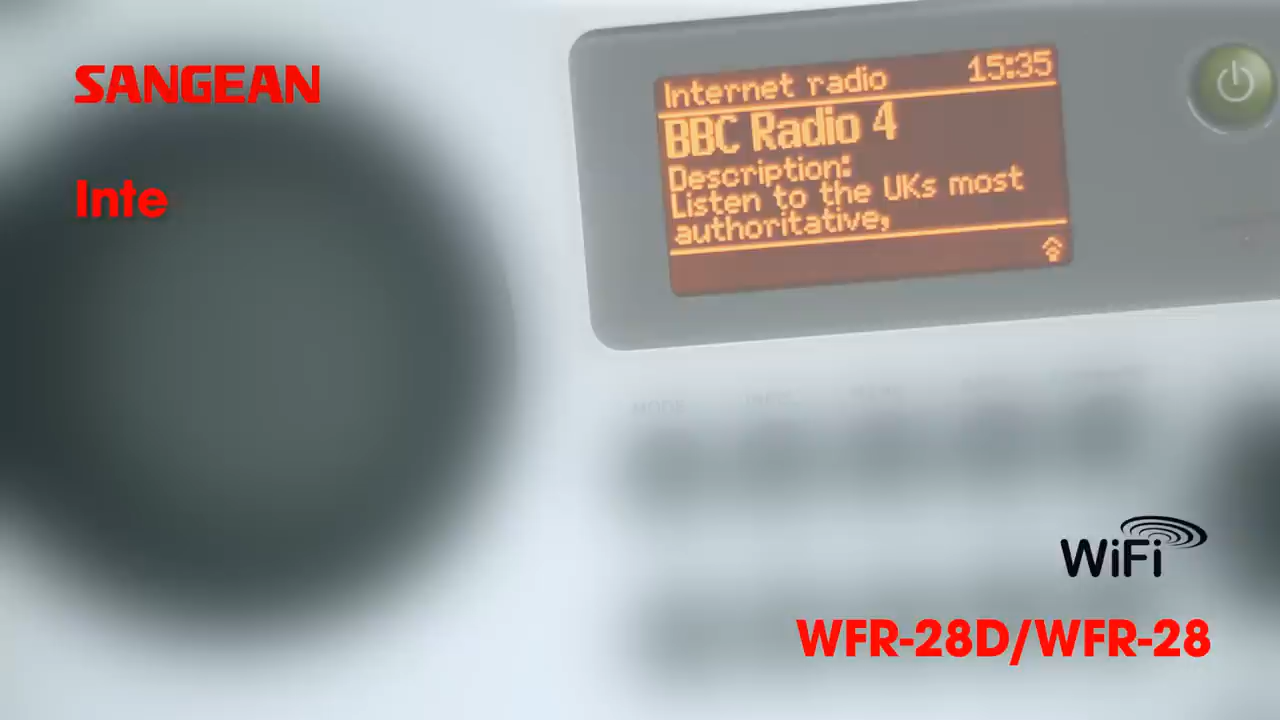 SANGEAN
Inte
Internet radio 15:35
BBC Radio 4
Description:
Listen to the UKs most
authoritative,
MODE
WiFi
WFR-28D/WFR-28